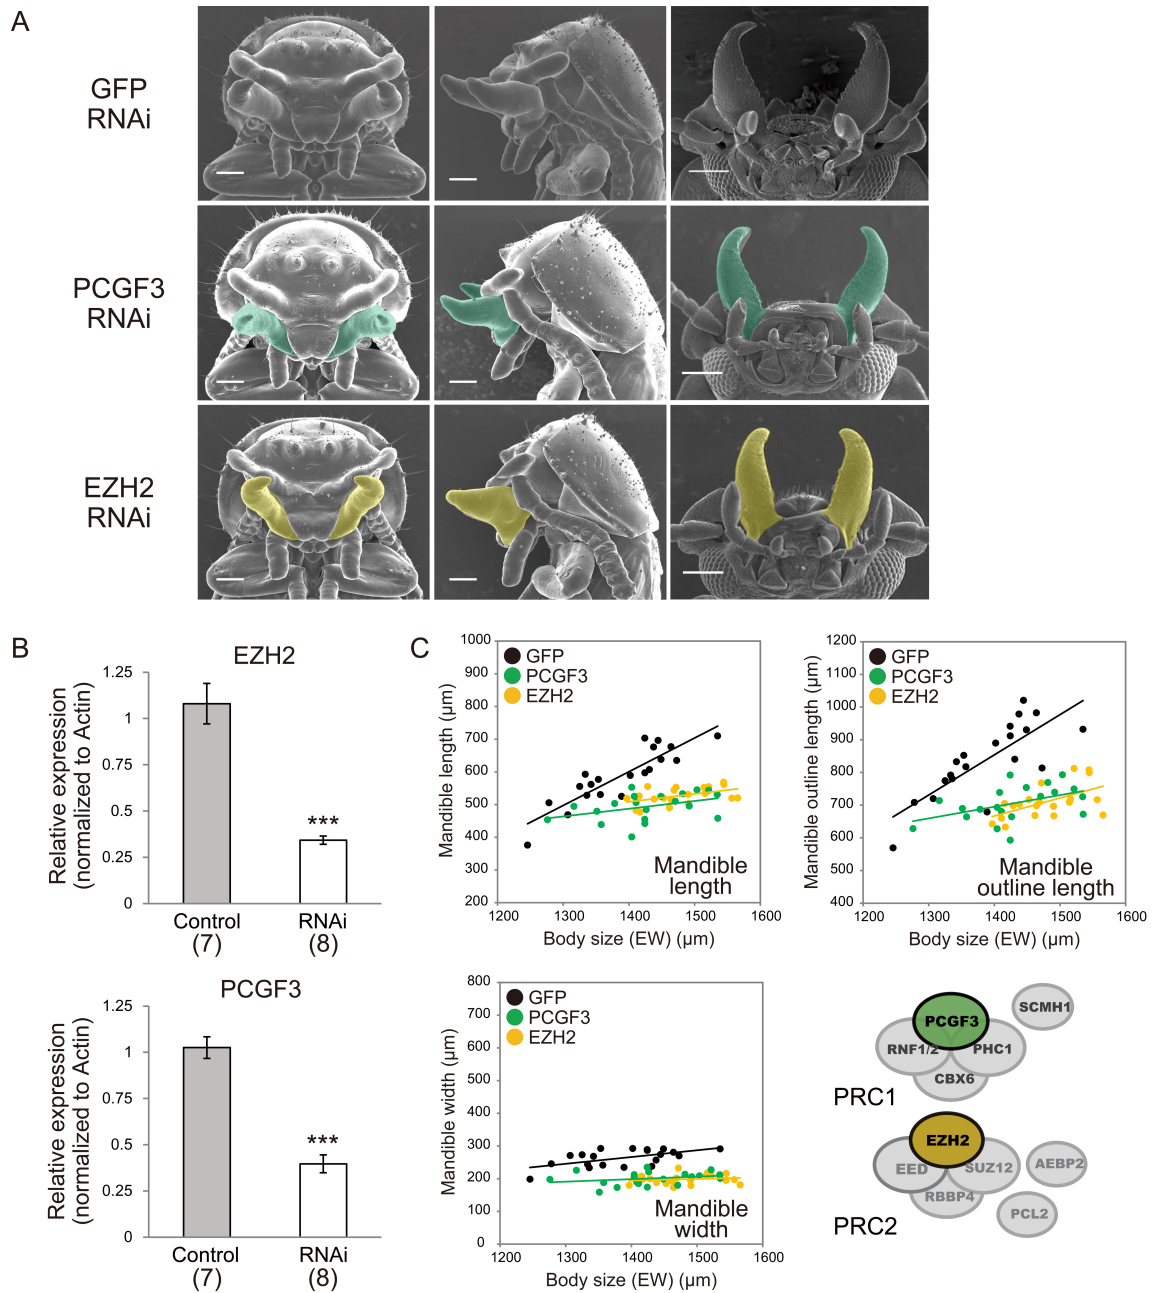 A
GFP
RNAi
PCGF3
RNAi
EZH2
RNAi
B
EZH2
Relative expression
(normalized to Actin)
1.25
1
0.75
0.5
0.25
0
***
Control
(7)
RNAi
(8)
PCGF3
Relative expression
(normalized to Actin)
1.25
1
0.75
0.5
0.25
0
***
Control
(7)
RNAi
(8)
C
Mandible length (µm)
1000
900
800
700
600
500
400
300
200
GFP
PCGF3
EZH2
Mandible
length
1200
1300
1400
1500
1600
Body size (EW) (µm)
Mandible outline length (µm)
1200
1100
1000
900
800
700
600
500
400
GFP
PCGF3
EZH2
Mandible
outline length
1200
1300
1400
1500
1600
Body size (EW) (µm)
Mandible width (µm)
800
700
600
500
400
300
200
100
0
GFP
PCGF3
EZH2
Mandible
width
1200
1300
1400
1500
1600
Body size (EW) (µm)
PCGF3
SCMH1
RNF1/2
PHC1
CBX6
PRC1
EZH2
EED
SUZ12
AEBP2
RBBP4
PCL2
PRC2